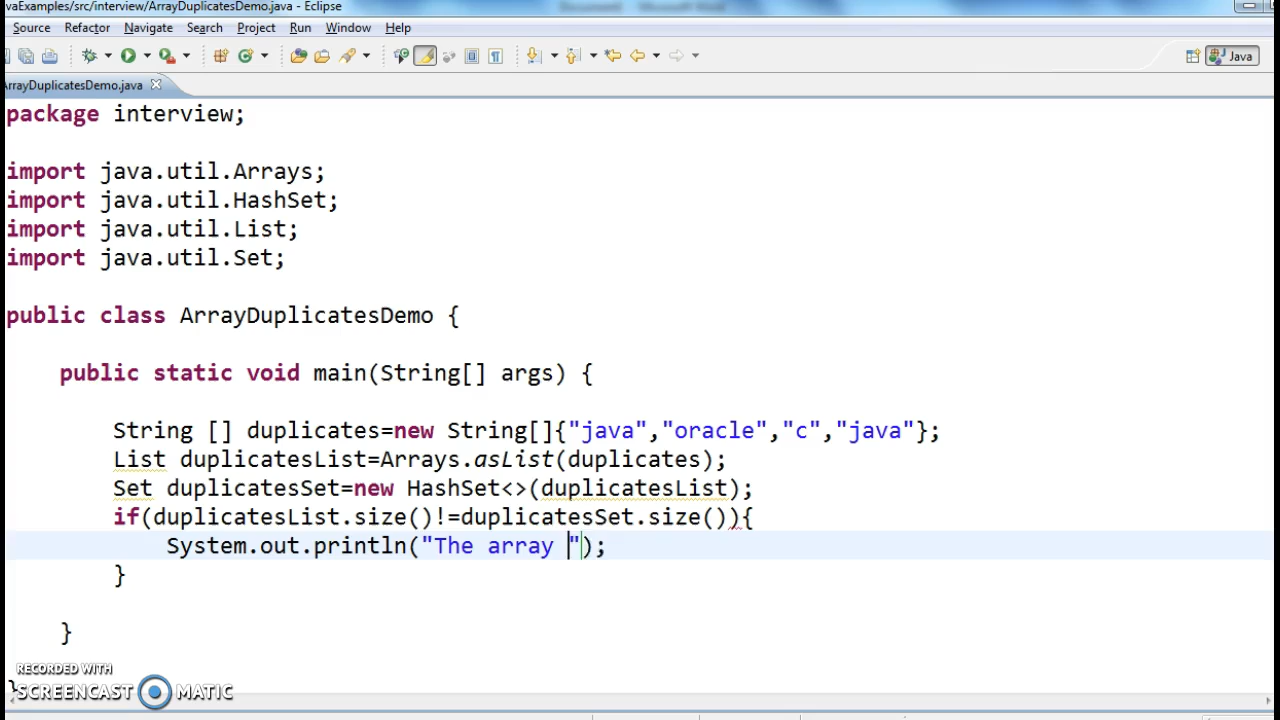 vaExamples/src/interview/ArrayDuplicatesDemo.java - Eclipse
Source Refactor Navigate Search Project Run Window Help
Java
ArrayDuplicatesDemo.java
package interview;
import java.util.Arrays;
import java.util.HashSet;
import java.util.List;
import java.util.Set;
public class ArrayDuplicatesDemo {
public static void main(String[] args) {
String [] duplicates=new String[]{"java","oracle","c","java"};
List duplicatesList=Arrays.asList(duplicates);
Set duplicatesSet=new HashSet<>(duplicatesList);
if(duplicatesList.size()!=duplicatesSet.size()){
System.out.println("The array ");
}
}
}
RECORDED WITH
SCREENCAST MATIC